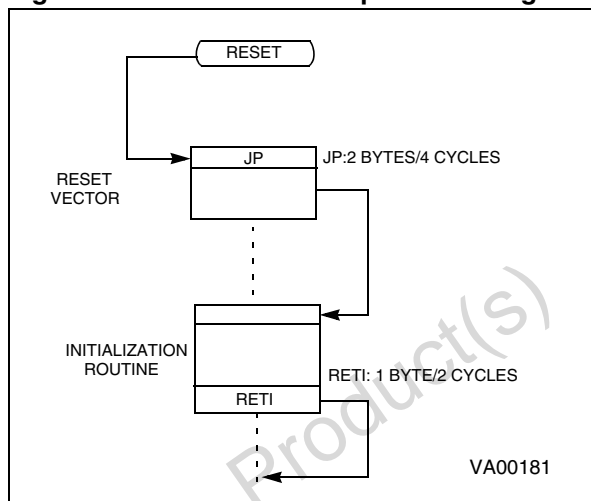 RESET
JP
JP:2 BYTES/4 CYCLES
RESET
VECTOR
INITIALIZATION
ROUTINE
RETI: 1 BYTE/2 CYCLES
RETI
Product(s)
VA00181